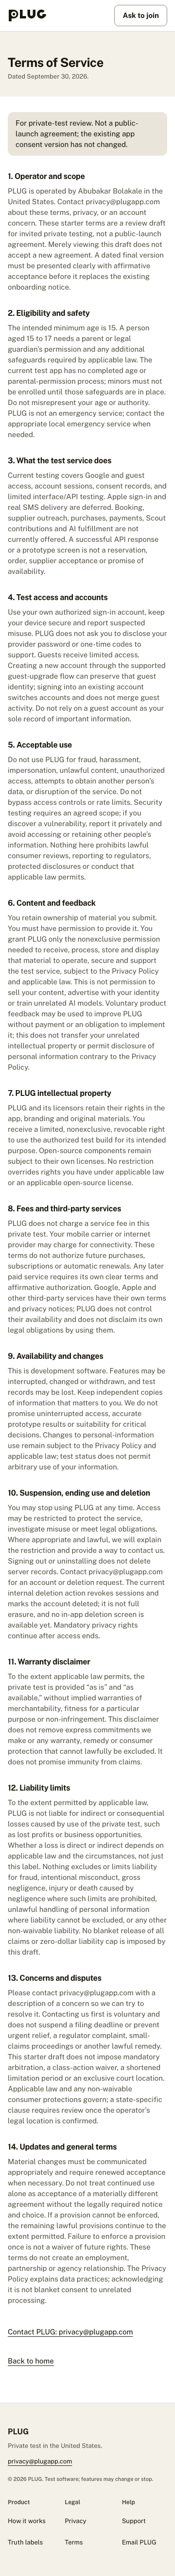 PLUG
Ask to join
Terms of Service
Dated September 30, 2026.
For private-test review. Not a public-
launch agreement; the existing app
consent version has not changed.
1. Operator and scope
PLUG is operated by Abubakar Bolakale in the
United States. Contact privacy@plugapp.com
about these terms, privacy, or an account
concern. These starter terms are a review draft
for invited private testing, not a public-launch
agreement. Merely viewing this draft does not
accept a new agreement. A dated final version
must be presented clearly with affirmative
acceptance before it replaces the existing
onboarding notice.
2. Eligibility and safety
The intended minimum age is 15. A person
aged 15 to 17 needs a parent or legal
guardian's permission and any additional
safeguards required by applicable law. The
current test app has no completed age or
parental-permission process; minors must not
be enrolled until those safeguards are in place.
Do not misrepresent your age or authority.
PLUG is not an emergency service; contact the
appropriate local emergency service when
needed.
3. What the test service does
Current testing covers Google and guest
access, account sessions, consent records, and
limited interface/API testing. Apple sign-in and
real SMS delivery are deferred. Booking,
supplier outreach, purchases, payments, Scout
contributions and AI fulfillment are not
currently offered. A successful API response
or a prototype screen is not a reservation,
order, supplier acceptance or promise of
availability.
4. Test access and accounts
Use your own authorized sign-in account, keep
your device secure and report suspected
misuse. PLUG does not ask you to disclose your
provider password or one-time codes to
support. Guests receive limited access.
Creating a new account through the supported
guest-upgrade flow can preserve that guest
identity; signing into an existing account
switches accounts and does not merge guest
activity. Do not rely on a guest account as your
sole record of important information.
5. Acceptable use
Do not use PLUG for fraud, harassment,
impersonation, unlawful content, unauthorized
access, attempts to obtain another person's
data, or disruption of the service. Do not
bypass access controls or rate limits. Security
testing requires an agreed scope; if you
discover a vulnerability, report it privately and
avoid accessing or retaining other people's
information. Nothing here prohibits lawful
consumer reviews, reporting to regulators,
protected disclosures or conduct that
applicable law permits.
6. Content and feedback
You retain ownership of material you submit.
You must have permission to provide it. You
grant PLUG only the nonexclusive permission
needed to receive, process, store and display
that material to operate, secure and support
the test service, subject to the Privacy Policy
and applicable law. This is not permission to
sell your content, advertise with your identity
or train unrelated AI models. Voluntary product
feedback may be used to improve PLUG
without payment or an obligation to implement
it; this does not transfer your unrelated
intellectual property or permit disclosure of
personal information contrary to the Privacy
Policy.
7. PLUG intellectual property
PLUG and its licensors retain their rights in the
app, branding and original materials. You
receive a limited, nonexclusive, revocable right
to use the authorized test build for its intended
purpose. Open-source components remain
subject to their own licenses. No restriction
overrides rights you have under applicable law
or an applicable open-source license.
8. Fees and third-party services
PLUG does not charge a service fee in this
private test. Your mobile carrier or internet
provider may charge for connectivity. These
terms do not authorize future purchases,
subscriptions or automatic renewals. Any later
paid service requires its own clear terms and
affirmative authorization. Google, Apple and
other third-party services have their own terms
and privacy notices; PLUG does not control
their availability and does not disclaim its own
legal obligations by using them.
9. Availability and changes
This is development software. Features may be
interrupted, changed or withdrawn, and test
records may be lost. Keep independent copies
of information that matters to you. We do not
promise uninterrupted access, accurate
prototype results or suitability for critical
decisions. Changes to personal-information
use remain subject to the Privacy Policy and
applicable law; test status does not permit
arbitrary use of your information.
10. Suspension, ending use and deletion
You may stop using PLUG at any time. Access
may be restricted to protect the service,
investigate misuse or meet legal obligations.
Where appropriate and lawful, we will explain
the restriction and provide a way to contact us.
Signing out or uninstalling does not delete
server records. Contact privacy@plugapp.com
for an account or deletion request. The current
internal deletion action revokes sessions and
marks the account deleted; it is not full
erasure, and no in-app deletion screen is
available yet. Mandatory privacy rights
continue after access ends.
11. Warranty disclaimer
To the extent applicable law permits, the
private test is provided “as is” and “as
available,” without implied warranties of
merchantability, fitness for a particular
purpose or non-infringement. This disclaimer
does not remove express commitments we
make or any warranty, remedy or consumer
protection that cannot lawfully be excluded. It
does not promise immunity from claims.
12. Liability limits
To the extent permitted by applicable law,
PLUG is not liable for indirect or consequential
losses caused by use of the private test, such
as lost profits or business opportunities.
Whether a loss is direct or indirect depends on
applicable law and the circumstances, not just
this label. Nothing excludes or limits liability
for fraud, intentional misconduct, gross
negligence, injury or death caused by
negligence where such limits are prohibited,
unlawful handling of personal information
where liability cannot be excluded, or any other
non-waivable liability. No blanket release of all
claims or zero-dollar liability cap is imposed by
this draft.
13. Concerns and disputes
Please contact privacy@plugapp.com with a
description of a concern so we can try to
resolve it. Contacting us first is voluntary and
does not suspend a filing deadline or prevent
urgent relief, a regulator complaint, small-
claims proceedings or another lawful remedy.
This starter draft does not impose mandatory
arbitration, a class-action waiver, a shortened
limitation period or an exclusive court location.
Applicable law and any non-waivable
consumer protections govern; a state-specific
clause requires review once the operator's
legal location is confirmed.
14. Updates and general terms
Material changes must be communicated
appropriately and require renewed acceptance
when necessary. Do not treat continued use
alone as acceptance of a materially different
agreement without the legally required notice
and choice. If a provision cannot be enforced,
the remaining lawful provisions continue to the
extent permitted. Failure to enforce a provision
once is not a waiver of future rights. These
terms do not create an employment,
partnership or agency relationship. The Privacy
Policy explains data practices; acknowledging
it is not blanket consent to unrelated
processing.
Contact PLUG: privacy@plugapp.com
Back to home
PLUG
Private test in the United States.
privacy@plugapp.com
© 2026 PLUG. Test software; features may change or stop.
Product Legal Help
How it works Privacy Support
Truth labels Terms Email PLUG